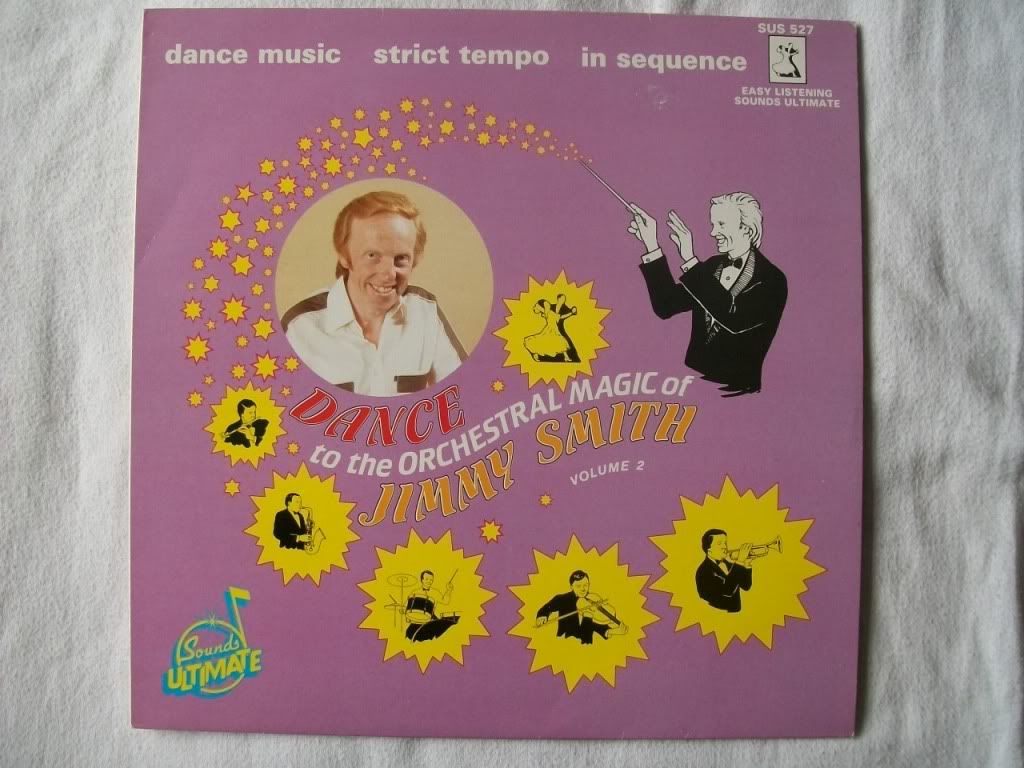 SUS 527
dance music strict tempo in sequence
EASY LISTENING
SOUNDS ULTIMATE
DANCE
to the ORCHESTRAL MAGIC of
JIMMY SMITH
VOLUME 2
Sounds
ULTIMATE